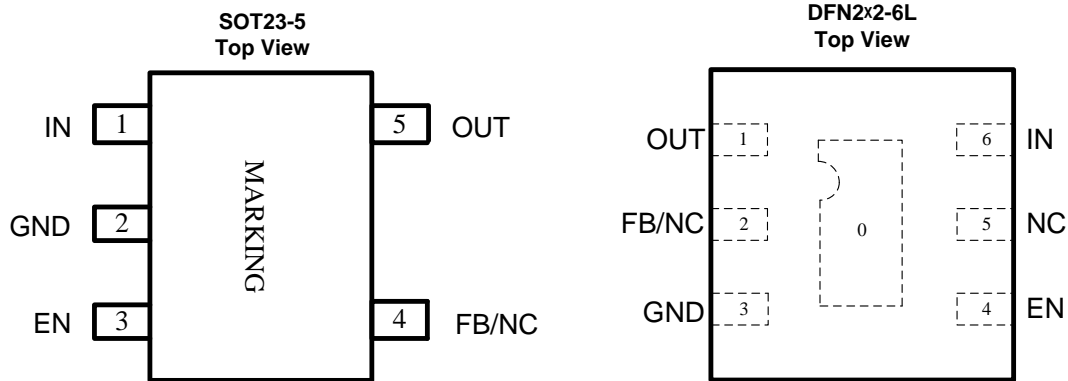 SOT23-5
Top View
IN 1
5 OUT
MARKING
GND 2
EN 3
4 FB/NC
DFN2x2-6L
Top View
OUT 1
6 IN
FB/NC 2
0
5 NC
GND 3
4 EN